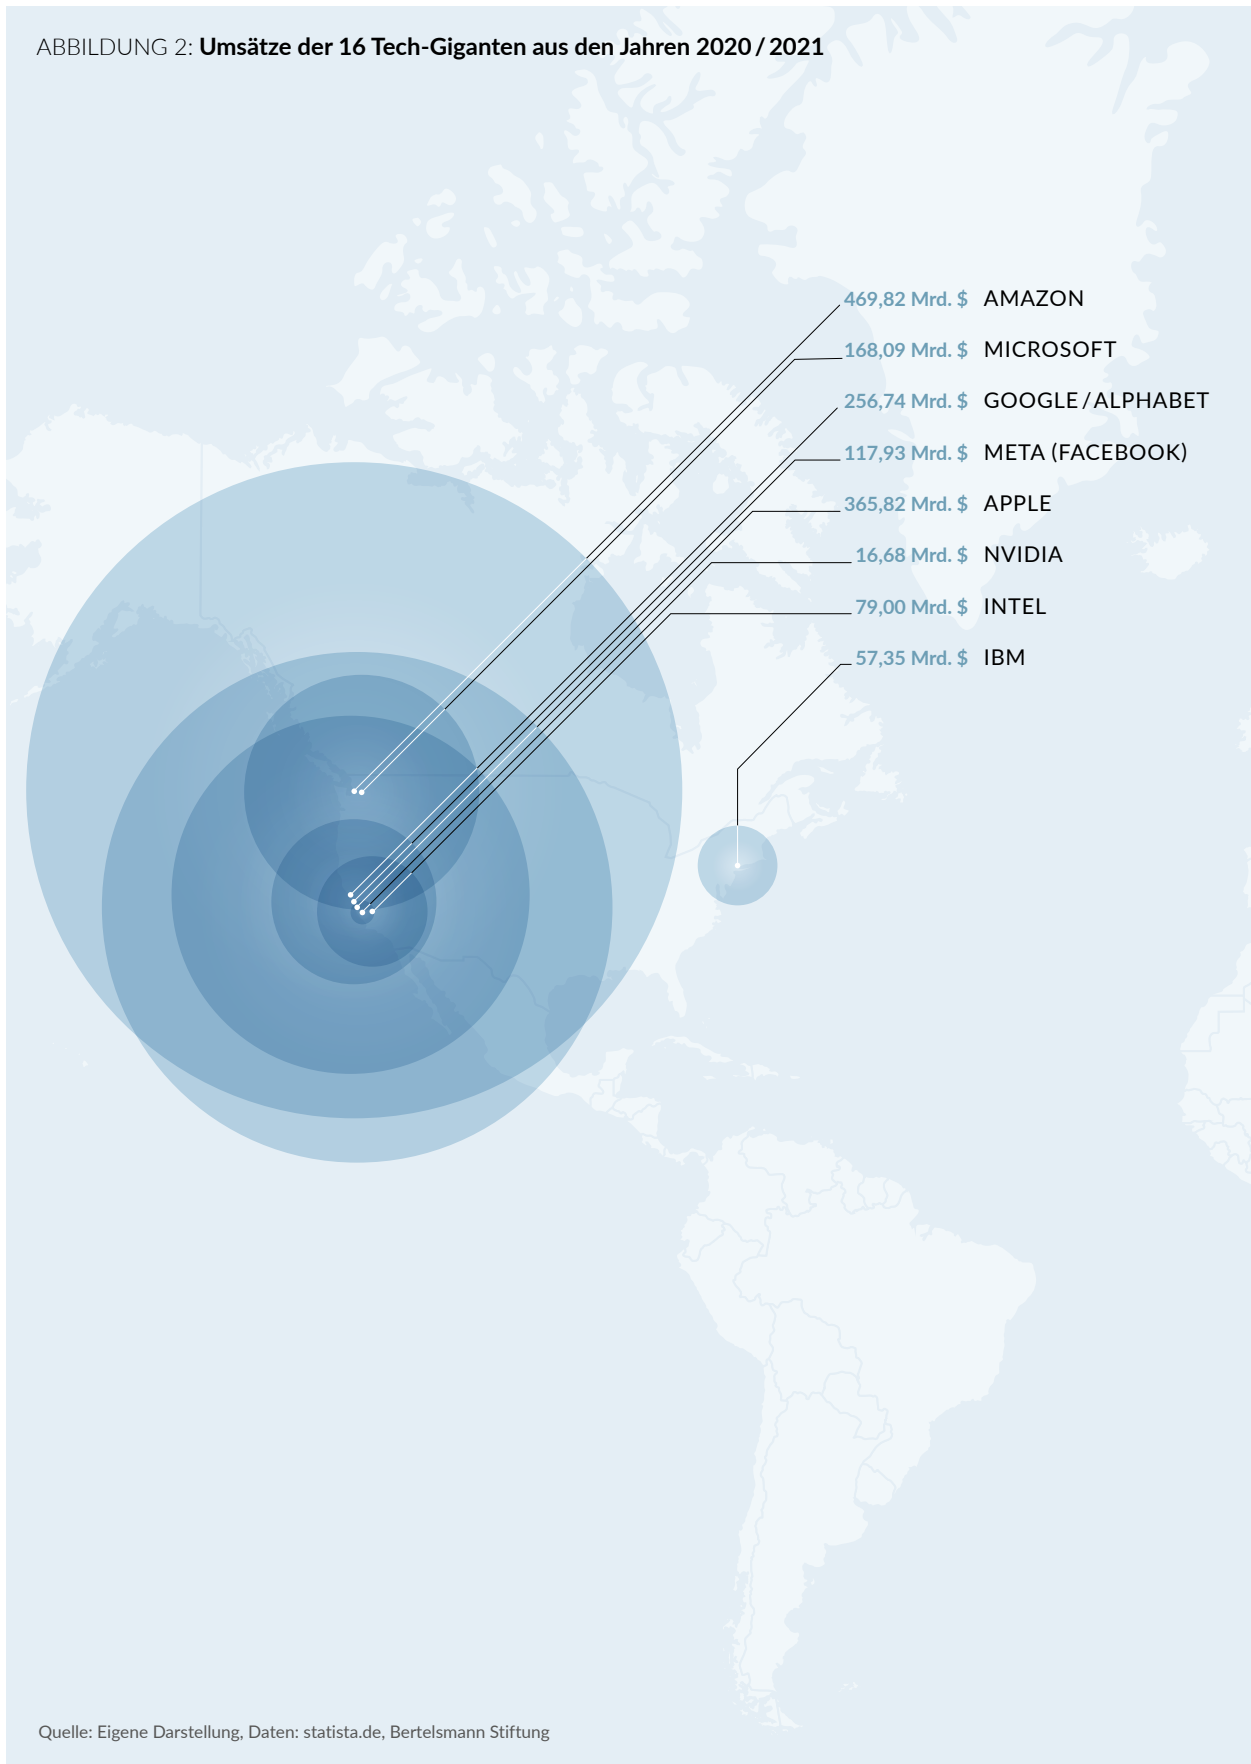 ABBILDUNG 2: Umsätze der 16 Tech-Giganten aus den Jahren 2020 / 2021
469,82 Mrd. $ AMAZON
168,09 Mrd. $ MICROSOFT
256,74 Mrd. $ GOOGLE / ALPHABET
117,93 Mrd. $ META (FACEBOOK)
365,82 Mrd. $ APPLE
16,68 Mrd. $ NVIDIA
79,00 Mrd. $ INTEL
57,35 Mrd. $ IBM
Quelle: Eigene Darstellung, Daten: statista.de, Bertelsmann Stiftung